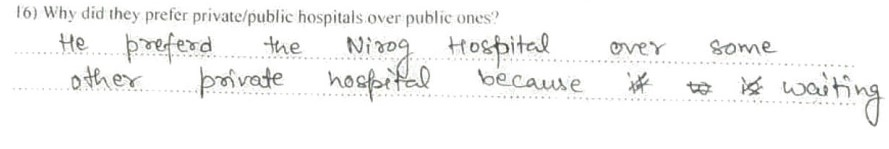 16) Why did they prefer private/public hospitals over public ones?
He preferd the Nirog Hospital over some
other private hospital because is waiting